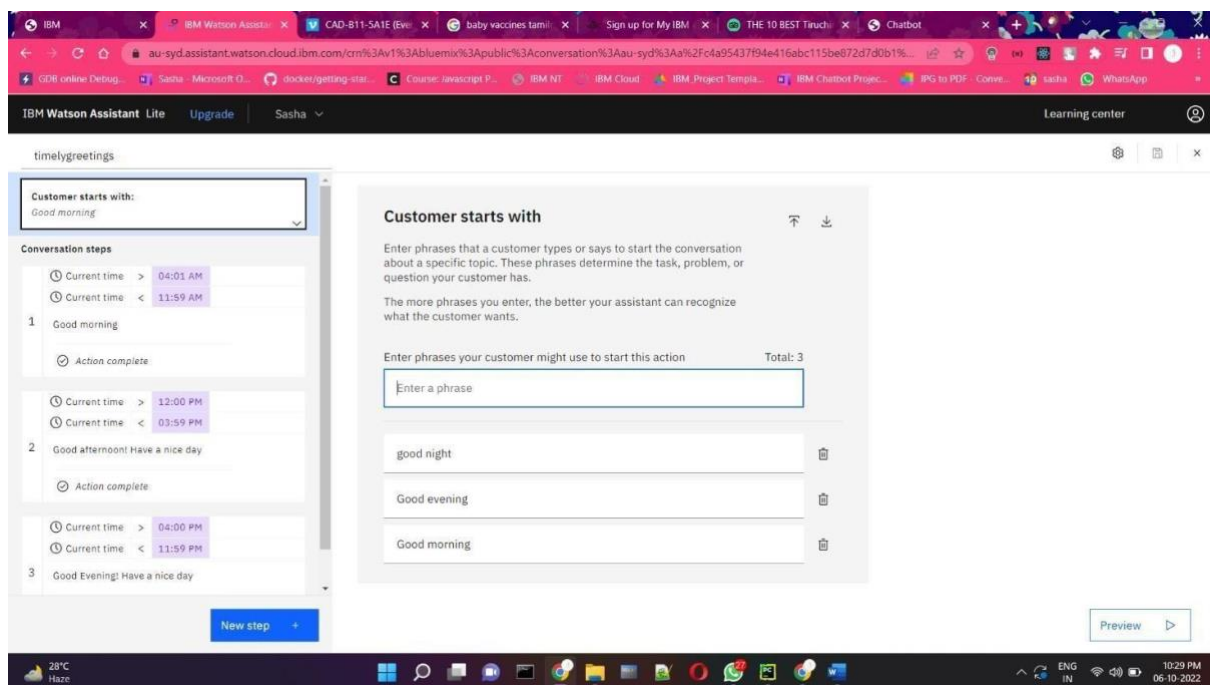 IBM
IBM Watson Assistar
CAD-B11-5A1E (Eve
baby vaccines tamil
Sign up for My IBM
THE 10 BEST Tiruch
Chatbot
au-syd.assistant.watson.cloud.ibm.com/crn%3Av1%3Abluemix%3Apublic%3Aconversation%3Aau-syd%3Aa%2Fc4a95437f94e416abc115be872d7d0b1%...
GDB online Debug...
Sasha - Microsoft O...
docker/getting-star...
Course: Javascript P...
IBM NT
IBM Cloud
IBM Project Templa...
IBM Chatbot Projec...
JPG to PDF - Conve...
sasha
WhatsApp
IBM Watson Assistant Lite Upgrade Sasha
Learning center
timelygreetings
Customer starts with:
Good morning
Conversation steps
Current time > 04:01 AM
Current time < 11:59 AM
1 Good morning
Action complete
Current time > 12:00 PM
Current time < 03:59 PM
2 Good afternoon! Have a nice day
Action complete
Current time > 04:00 PM
Current time < 11:59 PM
3 Good Evening! Have a nice day
New step +
Customer starts with
Enter phrases that a customer types or says to start the conversation
about a specific topic. These phrases determine the task, problem, or
question your customer has.
The more phrases you enter, the better your assistant can recognize
what the customer wants.
Enter phrases your customer might use to start this action Total: 3
Enter a phrase
good night
Good evening
Good morning
Preview
28°C
Haze
ENG
IN
10:29 PM
06-10-2022